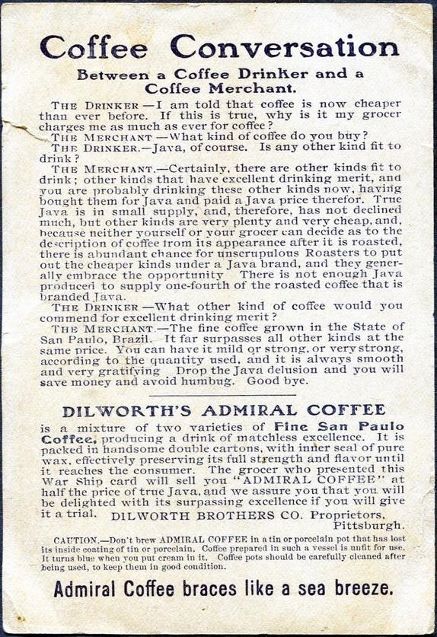 Coffee Conversation
Between a Coffee Drinker and a
Coffee Merchant.
THE DRINKER—I am told that coffee is now cheaper
than ever before. If this is true, why is it my grocer
charges me as much as ever for coffee?
THE MERCHANT—What kind of coffee do you buy?
THE DRINKER.—Java, of course. Is any other kind fit to
drink?
THE MERCHANT.—Certainly, there are other kinds fit to
drink; other kinds that have excellent drinking merit, and
you are probably drinking these other kinds now, having
bought them for Java and paid a Java price therefor. True
Java is in small supply, and, therefore, has not declined
much, but other kinds are very plenty and very cheap, and,
because neither yourself or your grocer can decide as to the
description of coffee from its appearance after it is roasted,
there is abundant chance for unscrupulous Roasters to put
out the cheaper kinds under a Java brand, and they gener-
ally embrace the opportunity. There is not enough Java
produced to supply one-fourth of the roasted coffee that is
branded Java.
THE DRINKER—What other kind of coffee would you
commend for excellent drinking merit?
THE MERCHANT.—The fine coffee grown in the State of
San Paulo, Brazil. It far surpasses all other kinds at the
same price. You can have it mild or strong, or very strong,
according to the quantity used, and it is always smooth
and very gratifying. Drop the Java delusion and you will
save money and avoid humbug. Good bye.
DILWORTH'S ADMIRAL COFFEE
is a mixture of two varieties of Fine San Paulo
Coffee, producing a drink of matchless excellence. It is
packed in handsome double cartons, with inner seal of pure
wax, effectively preserving its full strength and flavor until
it reaches the consumer. The grocer who presented this
War Ship card will sell you "ADMIRAL COFFEE" at
half the price of true Java, and we assure you that you will
be delighted with its surpassing excellence if you will give
it a trial. DILWORTH BROTHERS CO. Proprietors,
Pittsburgh.
CAUTION.—Don't brew ADMIRAL COFFEE in a tin or porcelain pot that has lost
its inside coating of tin or porcelain. Coffee prepared in such a vessel is unfit for use.
It turns blue when you put cream in it. Coffee pots should be carefully cleaned after
being used, to keep them in good condition.
Admiral Coffee braces like a sea breeze.